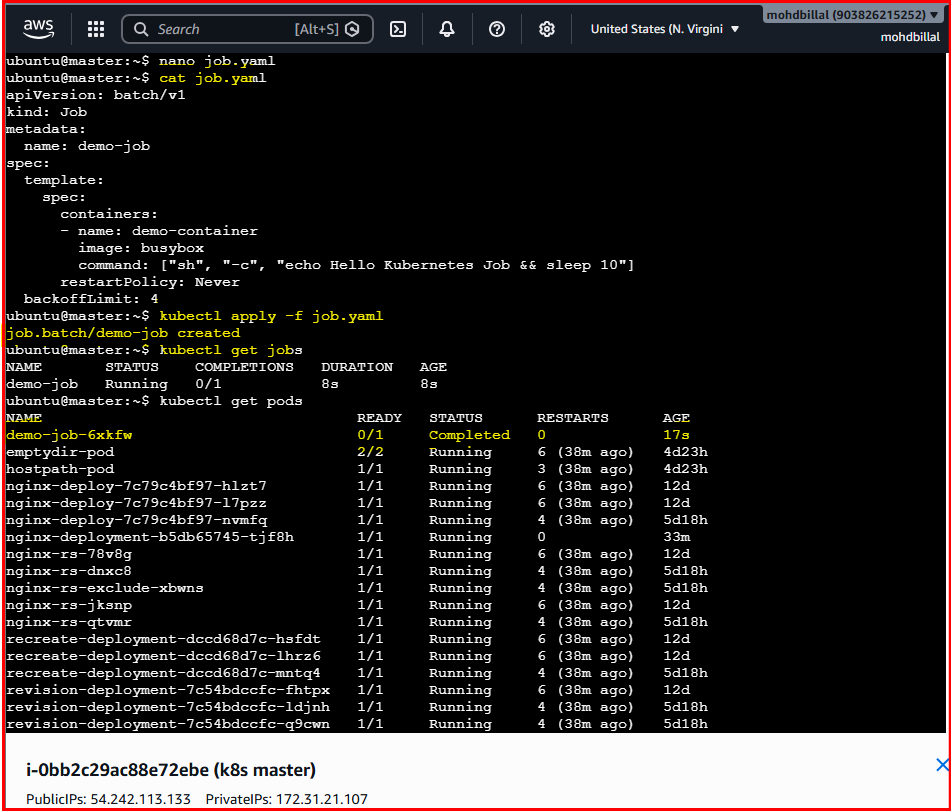 aws
Search [Alt+S]
United States (N. Virgini
mohdbillal (903826215252)
mohdbillal
ubuntu@master:~$ nano job.yaml
ubuntu@master:~$ cat job.yaml
apiVersion: batch/v1
kind: Job
metadata:
  name: demo-job
spec:
  template:
    spec:
      containers:
      - name: demo-container
        image: busybox
        command: ["sh", "-c", "echo Hello Kubernetes Job && sleep 10"]
      restartPolicy: Never
  backoffLimit: 4
ubuntu@master:~$ kubectl apply -f job.yaml
job.batch/demo-job created
ubuntu@master:~$ kubectl get jobs
NAME       STATUS    COMPLETIONS   DURATION   AGE
demo-job   Running   0/1           8s         8s
ubuntu@master:~$ kubectl get pods
NAME                                   READY   STATUS      RESTARTS      AGE
demo-job-6xkfw                         0/1     Completed   0             17s
emptydir-pod                           2/2     Running     6 (38m ago)   4d23h
hostpath-pod                           1/1     Running     3 (38m ago)   4d23h
nginx-deploy-7c79c4bf97-hlzt7          1/1     Running     6 (38m ago)   12d
nginx-deploy-7c79c4bf97-l7pzz          1/1     Running     6 (38m ago)   12d
nginx-deploy-7c79c4bf97-nvmfq          1/1     Running     4 (38m ago)   5d18h
nginx-deployment-b5db65745-tjf8h       1/1     Running     0             33m
nginx-rs-78v8g                         1/1     Running     6 (38m ago)   12d
nginx-rs-dnxc8                         1/1     Running     4 (38m ago)   5d18h
nginx-rs-exclude-xbwns                 1/1     Running     4 (38m ago)   5d18h
nginx-rs-jksnp                         1/1     Running     6 (38m ago)   12d
nginx-rs-qtvmr                         1/1     Running     4 (38m ago)   5d18h
recreate-deployment-dccd68d7c-hsfdt    1/1     Running     6 (38m ago)   12d
recreate-deployment-dccd68d7c-lhrz6    1/1     Running     6 (38m ago)   12d
recreate-deployment-dccd68d7c-mntq4    1/1     Running     4 (38m ago)   5d18h
revision-deployment-7c54bdccfc-fhtpx   1/1     Running     6 (38m ago)   12d
revision-deployment-7c54bdccfc-ldjnh   1/1     Running     4 (38m ago)   5d18h
revision-deployment-7c54bdccfc-q9cwn   1/1     Running     4 (38m ago)   5d18h
i-0bb2c29ac88e72ebe (k8s master)
PublicIPs: 54.242.113.133 PrivateIPs: 172.31.21.107